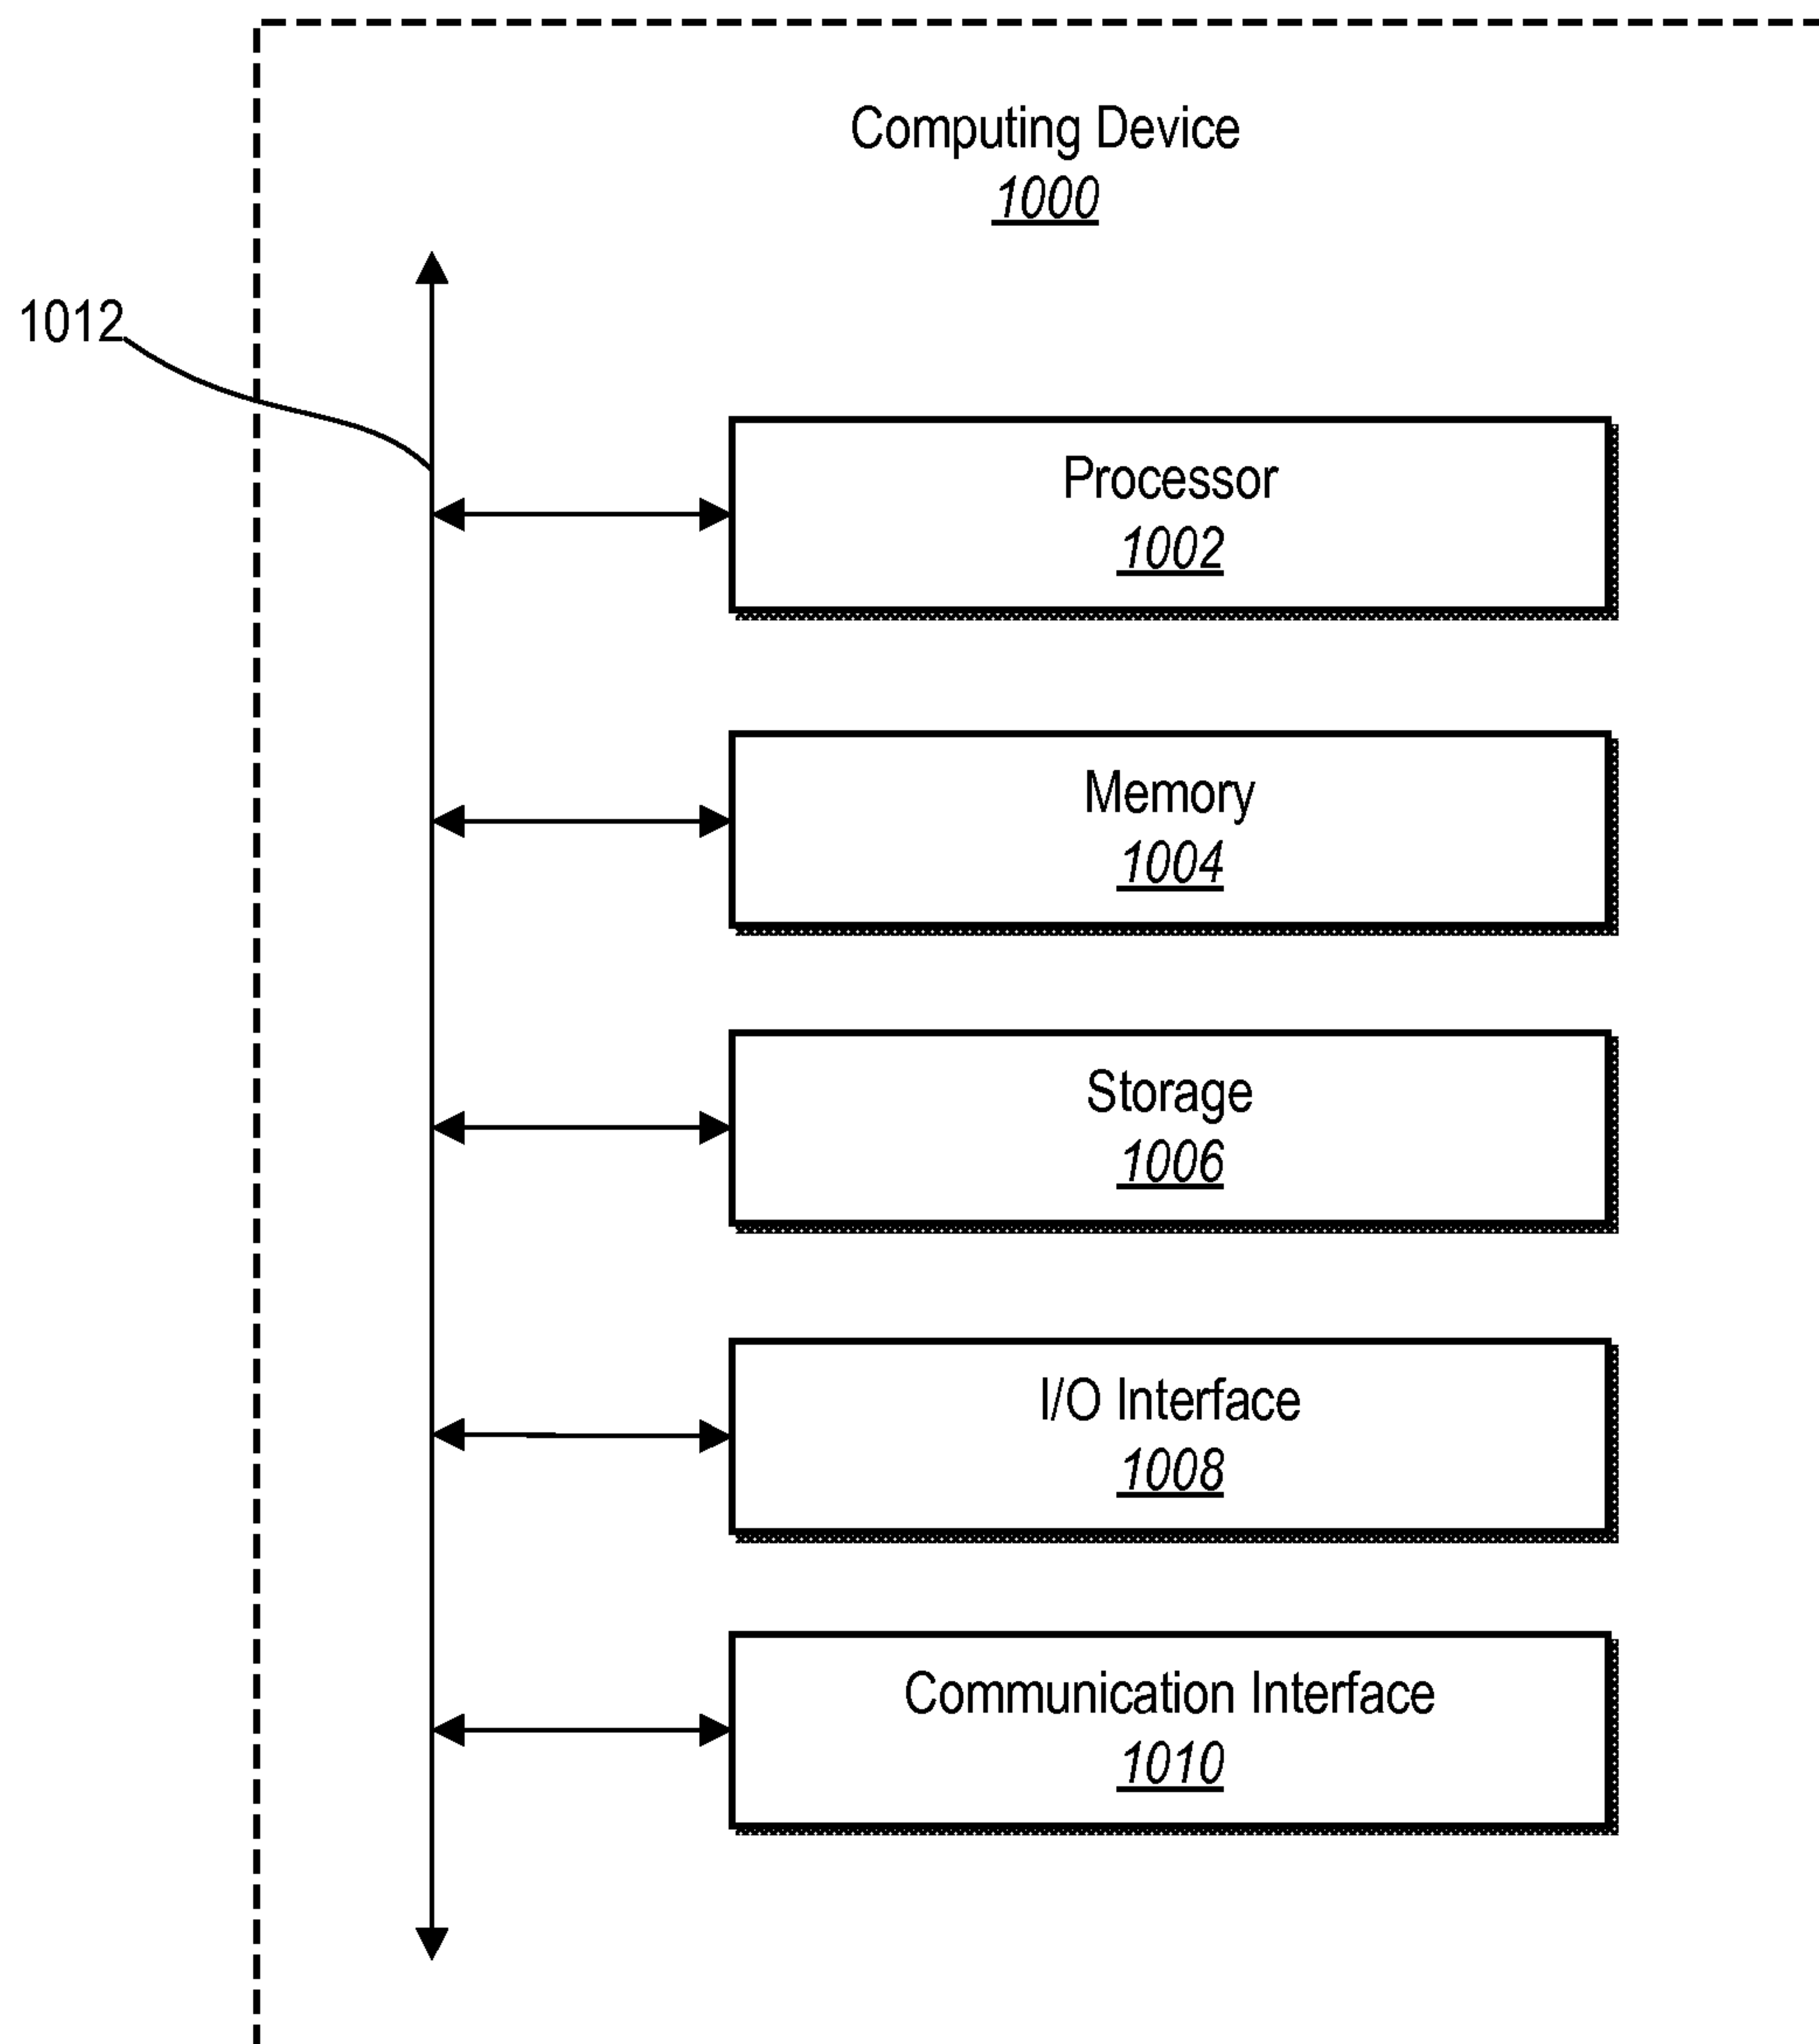 Computing Device
1000
1012
Processor
1002
Memory
1004
Storage
1006
I/O Interface
1008
Communication Interface
1010